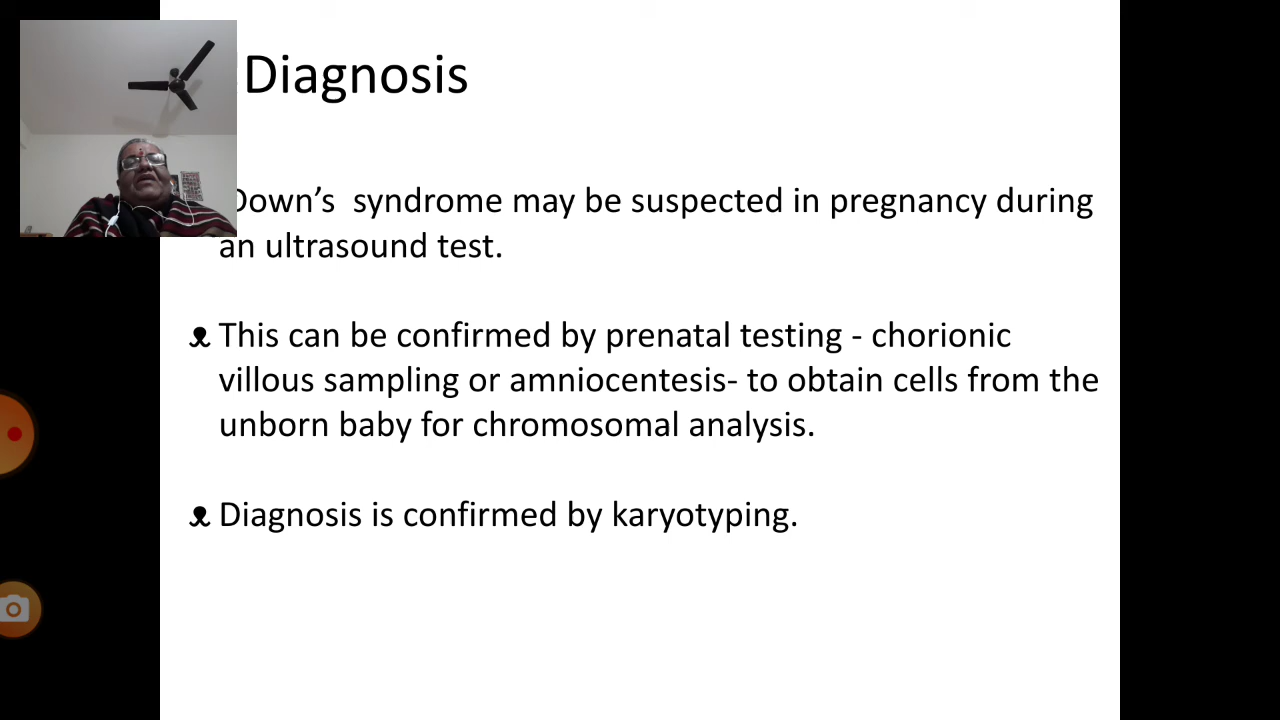 Diagnosis
Down’s  syndrome may be suspected in pregnancy during
an ultrasound test.
This can be confirmed by prenatal testing - chorionic
villous sampling or amniocentesis- to obtain cells from the
unborn baby for chromosomal analysis.
Diagnosis is confirmed by karyotyping.